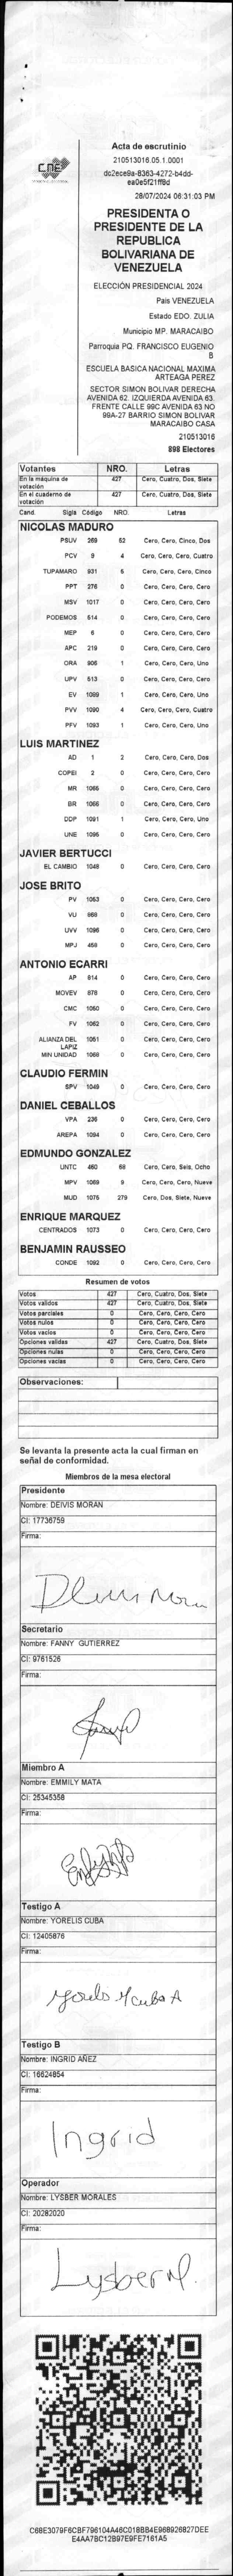 CNE
Acta de escrutinio
210513016.05.1.0001
dc2ece9a-8363-4272-b4dd-
ea0e5f21ff8d
28/07/2024 06:31:03 PM
PRESIDENTA O
PRESIDENTE DE LA
REPUBLICA
BOLIVARIANA DE
VENEZUELA
ELECCIÓN PRESIDENCIAL 2024
Pais VENEZUELA
Estado EDO. ZULIA
Municipio MP. MARACAIBO
Parroquia PQ. FRANCISCO EUGENIO
B
ESCUELA BASICA NACIONAL MAXIMA
ARTEAGA PEREZ
SECTOR SIMON BOLIVAR DERECHA
AVENIDA 62. IZQUIERDA AVENIDA 63.
FRENTE CALLE 99C AVENIDA 63 NO
99A-27 BARRIO SIMON BOLIVAR
MARACAIBO CASA
210513016
898 Electores
Votantes NRO. Letras
En la máquina de votación 427 Cero, Cuatro, Dos, Siete
En el cuaderno de votación 427 Cero, Cuatro, Dos, Siete
Cand. Sigla Código NRO. Letras
NICOLAS MADURO
PSUV 269 52 Cero, Cero, Cinco, Dos
PCV 9 4 Cero, Cero, Cero, Cuatro
TUPAMARO 931 5 Cero, Cero, Cero, Cinco
PPT 276 0 Cero, Cero, Cero, Cero
MSV 1017 0 Cero, Cero, Cero, Cero
PODEMOS 514 0 Cero, Cero, Cero, Cero
MEP 6 0 Cero, Cero, Cero, Cero
APC 219 0 Cero, Cero, Cero, Cero
ORA 906 1 Cero, Cero, Cero, Uno
UPV 513 0 Cero, Cero, Cero, Cero
EV 1089 1 Cero, Cero, Cero, Uno
PVV 1090 4 Cero, Cero, Cero, Cuatro
PFV 1093 1 Cero, Cero, Cero, Uno
LUIS MARTINEZ
AD 1 2 Cero, Cero, Cero, Dos
COPEI 2 0 Cero, Cero, Cero, Cero
MR 1065 0 Cero, Cero, Cero, Cero
BR 1066 0 Cero, Cero, Cero, Cero
DDP 1091 1 Cero, Cero, Cero, Uno
UNE 1095 0 Cero, Cero, Cero, Cero
JAVIER BERTUCCI
EL CAMBIO 1048 0 Cero, Cero, Cero, Cero
JOSE BRITO
PV 1053 0 Cero, Cero, Cero, Cero
VU 868 0 Cero, Cero, Cero, Cero
UVV 1096 0 Cero, Cero, Cero, Cero
MPJ 458 0 Cero, Cero, Cero, Cero
ANTONIO ECARRI
AP 814 0 Cero, Cero, Cero, Cero
MOVEV 878 0 Cero, Cero, Cero, Cero
CMC 1050 0 Cero, Cero, Cero, Cero
FV 1052 0 Cero, Cero, Cero, Cero
ALIANZA DEL LAPIZ 1051 0 Cero, Cero, Cero, Cero
MIN UNIDAD 1068 0 Cero, Cero, Cero, Cero
CLAUDIO FERMIN
SPV 1049 0 Cero, Cero, Cero, Cero
DANIEL CEBALLOS
VPA 236 0 Cero, Cero, Cero, Cero
AREPA 1094 0 Cero, Cero, Cero, Cero
EDMUNDO GONZALEZ
UNTC 460 68 Cero, Cero, Seis, Ocho
MPV 1069 9 Cero, Cero, Cero, Nueve
MUD 1075 279 Cero, Dos, Siete, Nueve
ENRIQUE MARQUEZ
CENTRADOS 1073 0 Cero, Cero, Cero, Cero
BENJAMIN RAUSSEO
CONDE 1092 0 Cero, Cero, Cero, Cero
Resumen de votos
Votos 427 Cero, Cuatro, Dos, Siete
Votos validos 427 Cero, Cuatro, Dos, Siete
Votos parciales 0 Cero, Cero, Cero, Cero
Votos nulos 0 Cero, Cero, Cero, Cero
Votos vacios 0 Cero, Cero, Cero, Cero
Opciones validas 427 Cero, Cuatro, Dos, Siete
Opciones nulas 0 Cero, Cero, Cero, Cero
Opciones vacias 0 Cero, Cero, Cero, Cero
Observaciones:
Se levanta la presente acta la cual firman en
señal de conformidad.
Miembros de la mesa electoral
Presidente
Nombre: DEIVIS MORAN
CI: 17736759
Firma:
Secretario
Nombre: FANNY GUTIERREZ
CI: 9761526
Firma:
Miembro A
Nombre: EMMILY MATA
CI: 25345358
Firma:
Testigo A
Nombre: YORELIS CUBA
CI: 12405876
Firma:
Testigo B
Nombre: INGRID AÑEZ
CI: 16624854
Firma:
Ingrid
Operador
Nombre: LYSBER MORALES
CI: 20282020
Firma:
Lysber M.
C68E3079F6CBF796104A46C018BB4E968926827DEE
E4AA7BC12B97E9FE7161A5